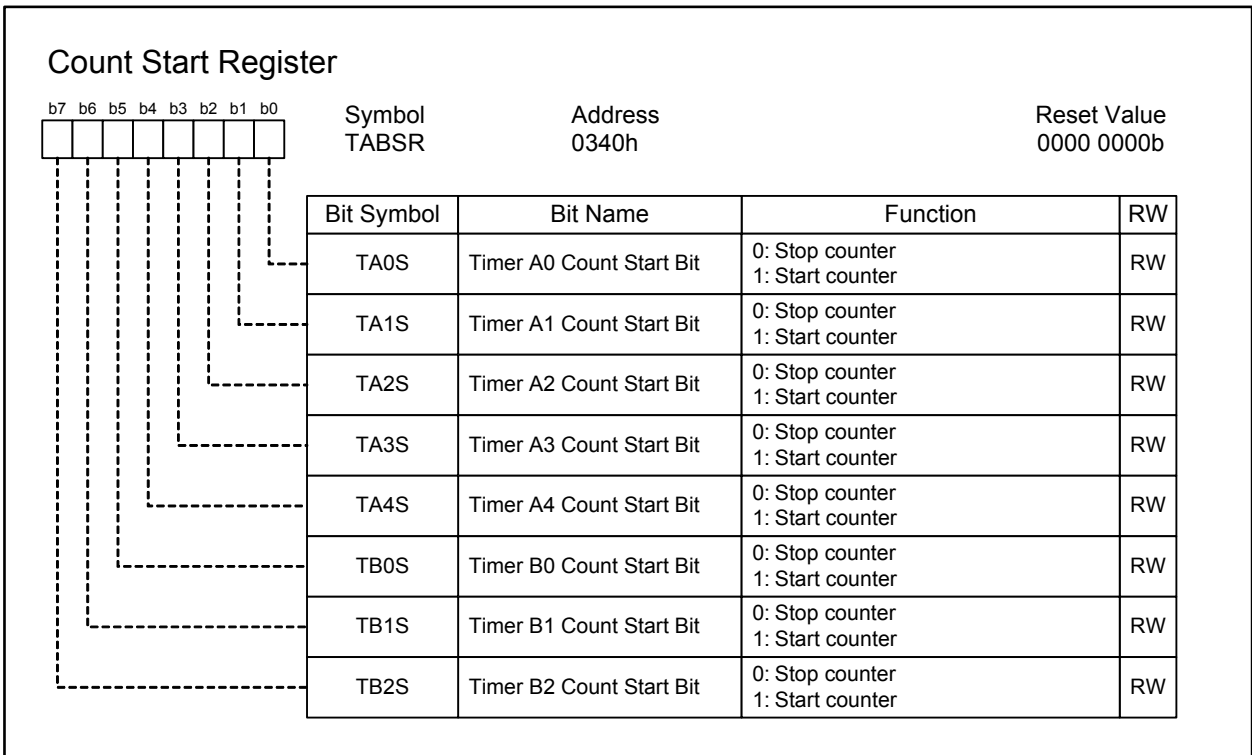 Count Start Register
b7 b6 b5 b4 b3 b2 b1 b0
Symbol Address Reset Value
TABSR 0340h 0000 0000b
Bit Symbol Bit Name Function RW
TA0S Timer A0 Count Start Bit 0: Stop counter
1: Start counter RW
TA1S Timer A1 Count Start Bit 0: Stop counter
1: Start counter RW
TA2S Timer A2 Count Start Bit 0: Stop counter
1: Start counter RW
TA3S Timer A3 Count Start Bit 0: Stop counter
1: Start counter RW
TA4S Timer A4 Count Start Bit 0: Stop counter
1: Start counter RW
TB0S Timer B0 Count Start Bit 0: Stop counter
1: Start counter RW
TB1S Timer B1 Count Start Bit 0: Stop counter
1: Start counter RW
TB2S Timer B2 Count Start Bit 0: Stop counter
1: Start counter RW